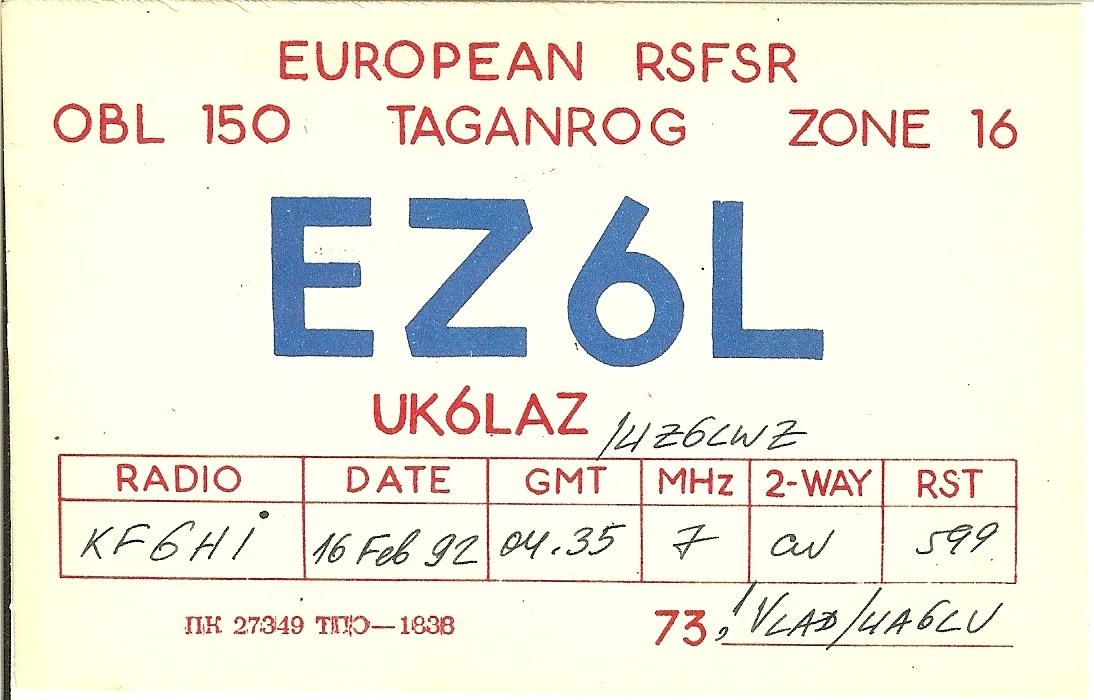 EUROPEAN RSFSR
OBL 150 TAGANROG ZONE 16
EZ6L
UK6LAZ /UZ6LWZ
RADIO DATE GMT MHz 2-WAY RST
KF6HI 16 Feb 92 04.35 7 CW 599
ПК 27349 ТПО—1838
73, ! VLAD/UA6LU